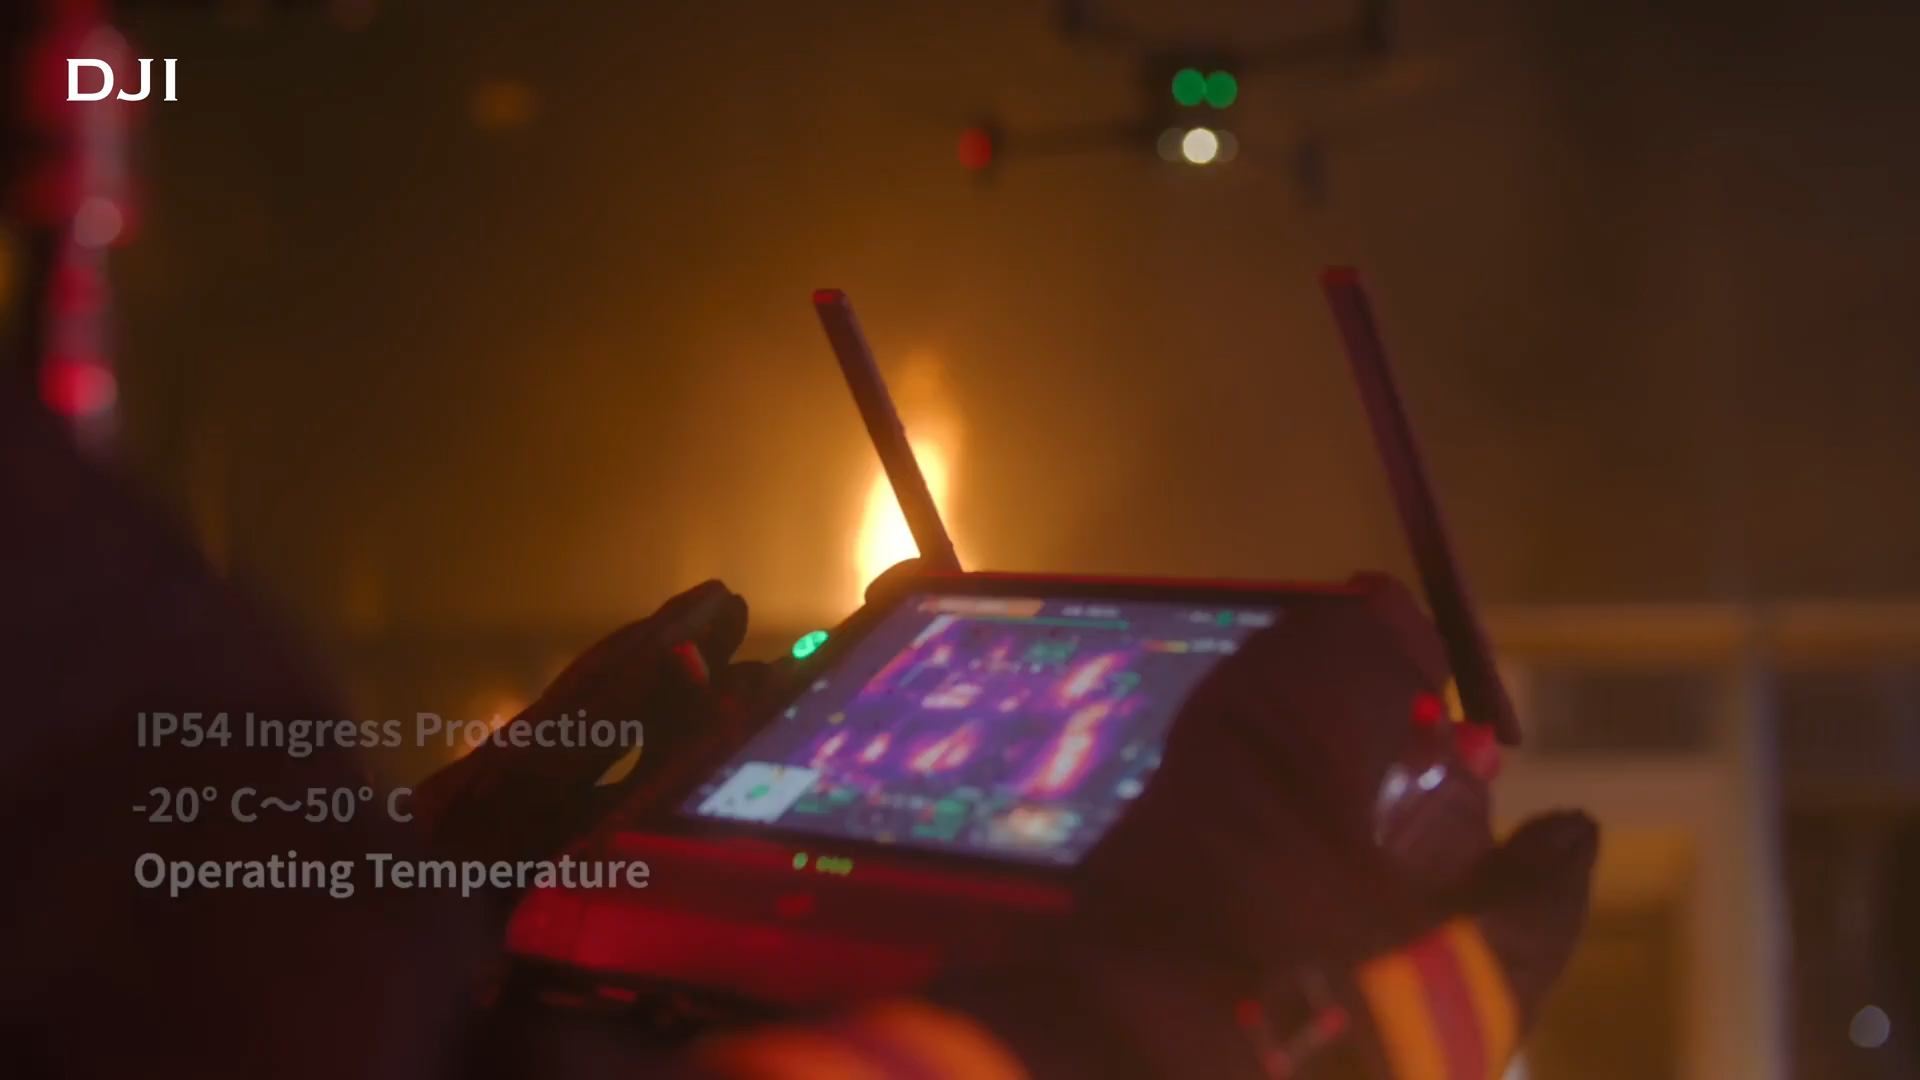 DJI
IP54 Ingress Protection
-20° C～50° C
Operating Temperature